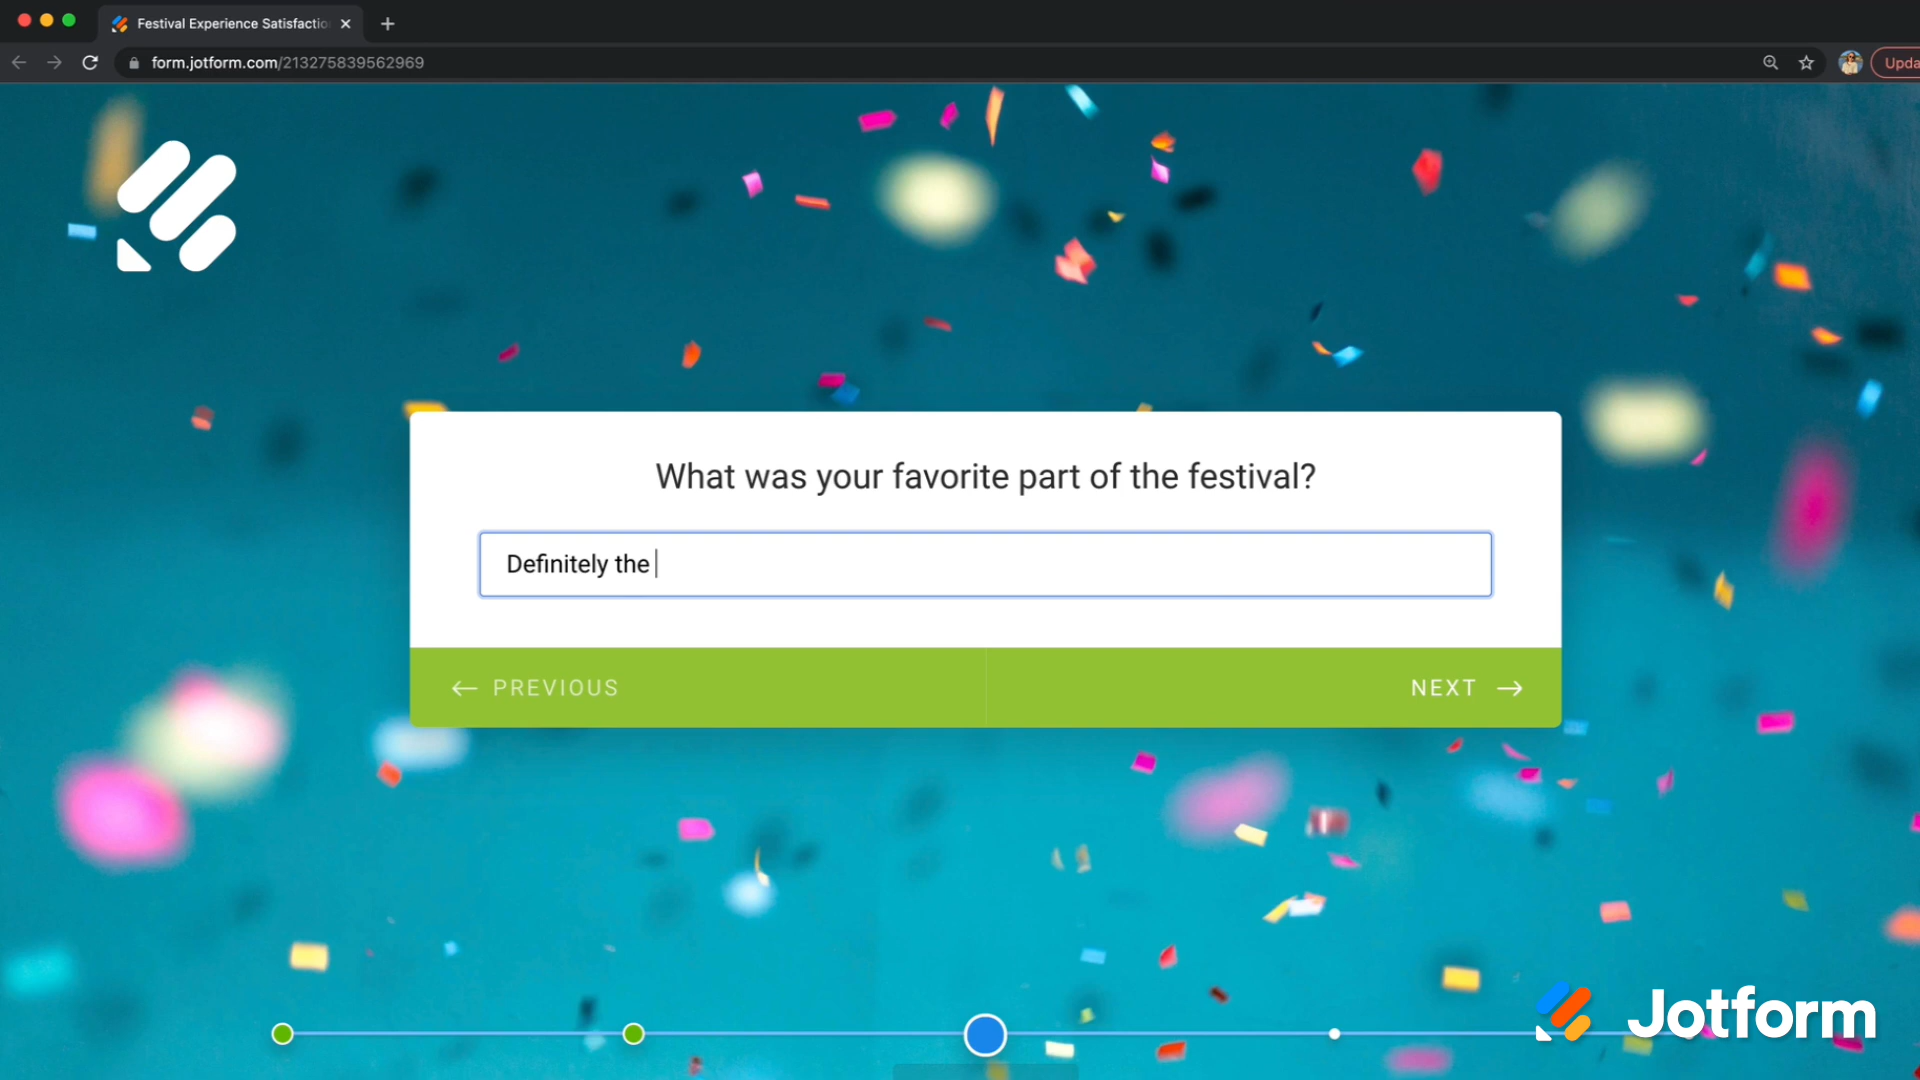 Festival Experience Satisfactio
form.jotform.com/213275839562969
Upda
What was your favorite part of the festival?
Definitely the
PREVIOUS
NEXT
Jotform